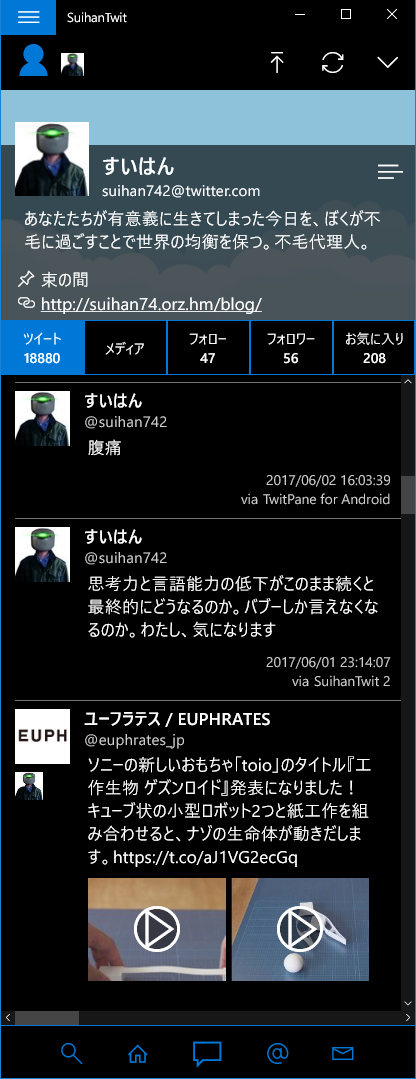 SuihanTwit
すいはん
suihan742@twitter.com
あなたたちが有意義に生きてしまった今日を、ぼくが不
毛に過ごすことで世界の均衡を保つ。不毛代理人。
束の間
http://suihan74.orz.hm/blog/
ツイート
18880
メディア
フォロー
47
フォロワー
56
お気に入り
208
すいはん
@suihan742
腹痛
2017/06/02 16:03:39
via TwitPane for Android
すいはん
@suihan742
思考力と言語能力の低下がこのまま続くと
最終的にどうなるのか。バブーしか言えなくな
るのか。わたし、気になります
2017/06/01 23:14:07
via SuihanTwit 2
EUPH
ユーフラテス / EUPHRATES
@euphrates_jp
ソニーの新しいおもちゃ「toio」のタイトル『工
作生物 ゲズンロイド』発表になりました！
キューブ状の小型ロボット2つと紙工作を組
み合わせると、ナゾの生命体が動きだしま
す。https://t.co/aJ1VG2ecGq